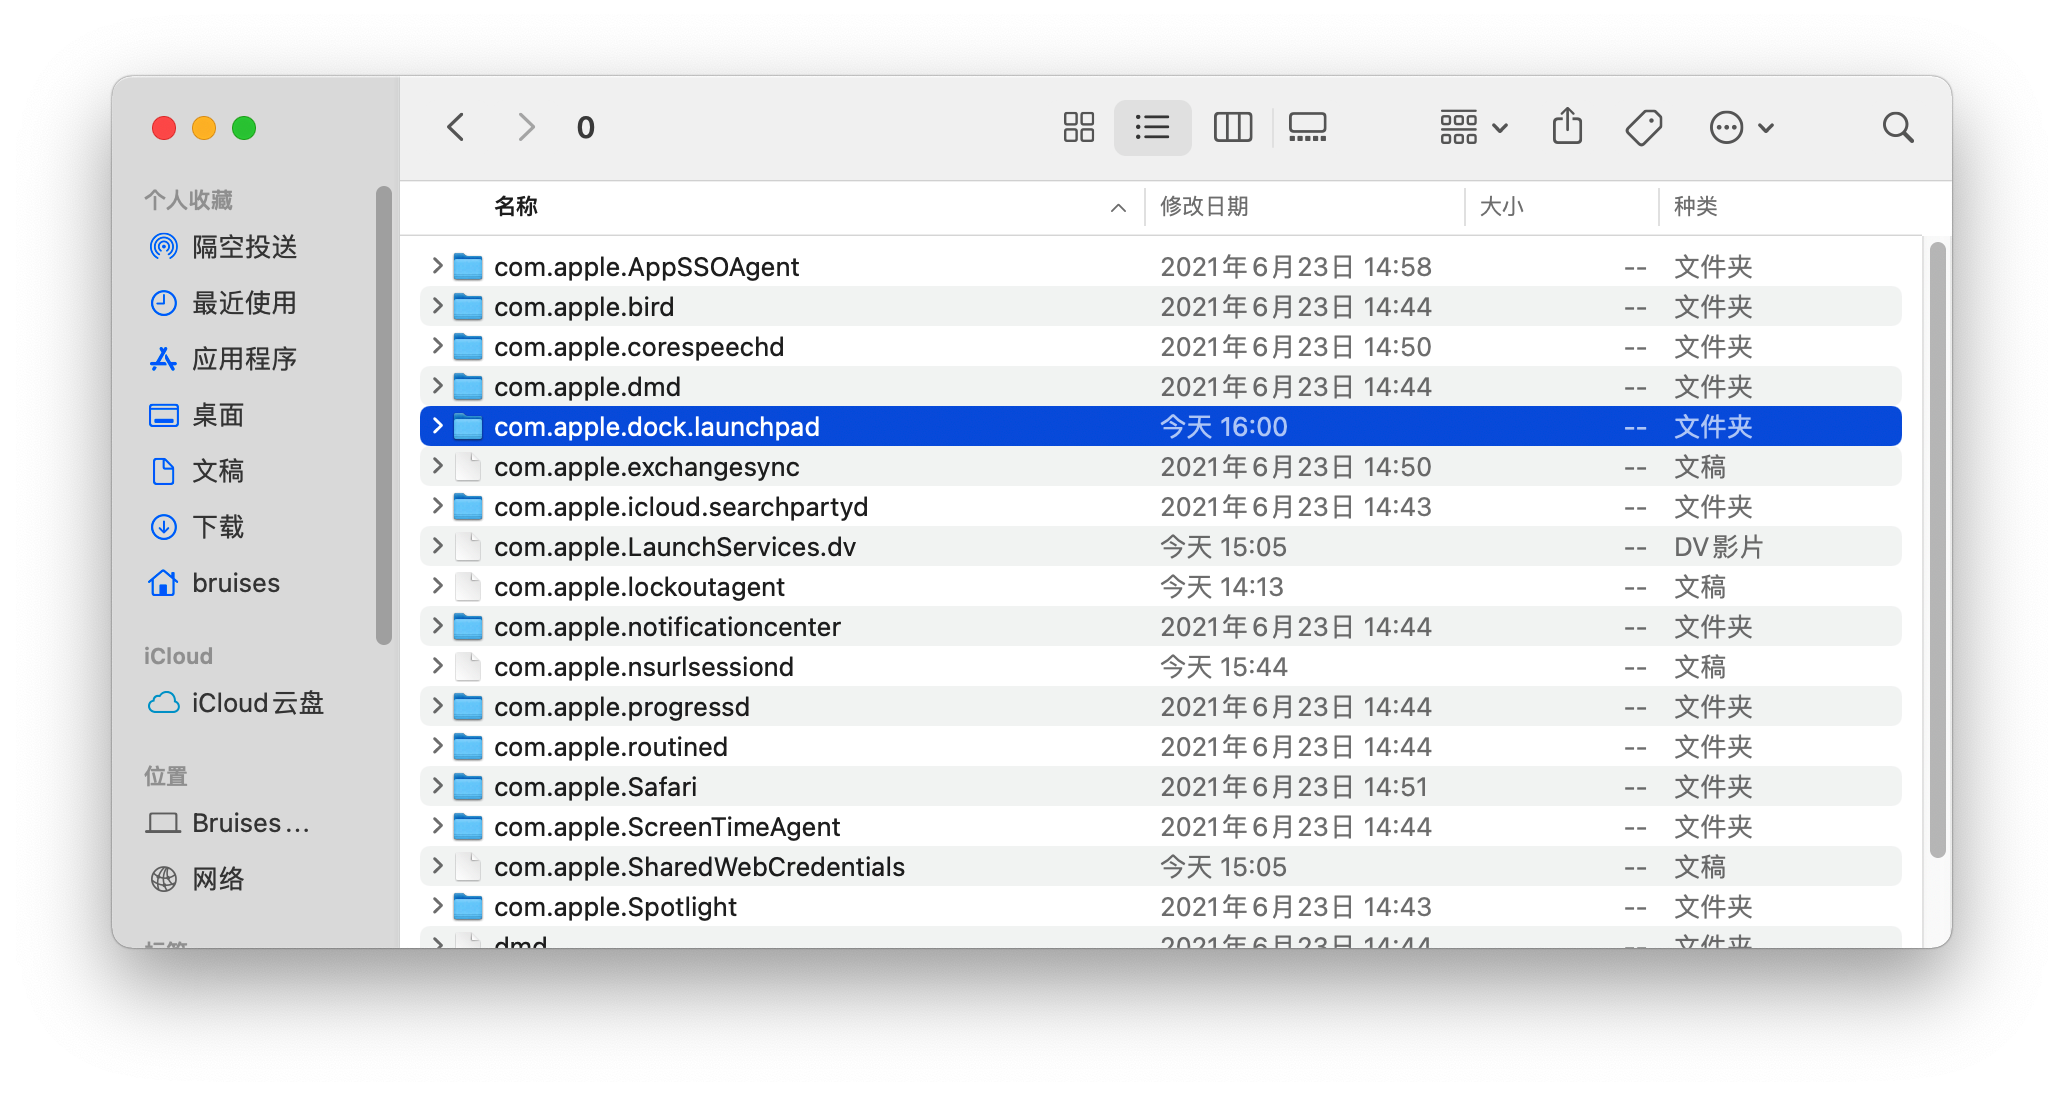 0
个人收藏
隔空投送
最近使用
应用程序
桌面
文稿
下载
bruises
iCloud
iCloud云盘
位置
Bruises…
网络
标签
名称 修改日期 大小 种类
com.apple.AppSSOAgent 2021年6月23日 14:58 -- 文件夹
com.apple.bird 2021年6月23日 14:44 -- 文件夹
com.apple.corespeechd 2021年6月23日 14:50 -- 文件夹
com.apple.dmd 2021年6月23日 14:44 -- 文件夹
com.apple.dock.launchpad 今天 16:00 -- 文件夹
com.apple.exchangesync 2021年6月23日 14:50 -- 文稿
com.apple.icloud.searchpartyd 2021年6月23日 14:43 -- 文件夹
com.apple.LaunchServices.dv 今天 15:05 -- DV影片
com.apple.lockoutagent 今天 14:13 -- 文稿
com.apple.notificationcenter 2021年6月23日 14:44 -- 文件夹
com.apple.nsurlsessiond 今天 15:44 -- 文稿
com.apple.progressd 2021年6月23日 14:44 -- 文件夹
com.apple.routined 2021年6月23日 14:44 -- 文件夹
com.apple.Safari 2021年6月23日 14:51 -- 文件夹
com.apple.ScreenTimeAgent 2021年6月23日 14:44 -- 文件夹
com.apple.SharedWebCredentials 今天 15:05 -- 文稿
com.apple.Spotlight 2021年6月23日 14:43 -- 文件夹
dmd 2021年6月23日 14:44 -- 文件夹